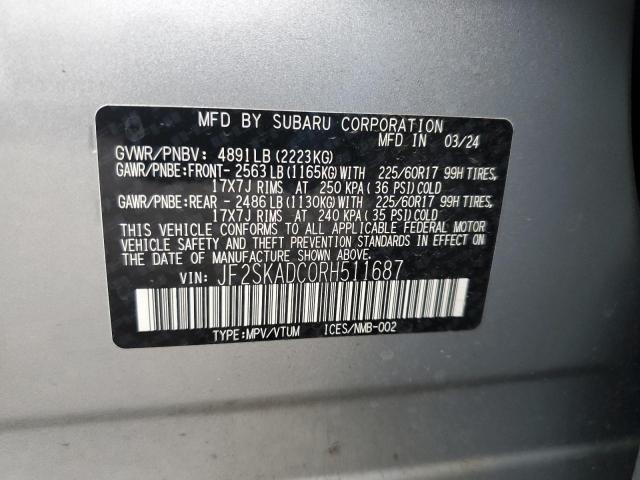 MFD BY SUBARU CORPORATION
MFD IN 03/24
GVWR/PNBV: 4891LB (2223KG)
GAWR/PNBE:FRONT- 2563 LB (1165KG) WITH 225/60R17 99H TIRES,
17X7J RIMS AT 250 KPA ( 36 PSI) COLD
GAWR/PNBE:REAR - 2486 LB (1130KG) WITH 225/60R17 99H TIRES,
17X7J RIMS AT 240 KPA ( 35 PSI) COLD
THIS VEHICLE CONFORMS TO ALL APPLICABLE FEDERAL MOTOR
VEHICLE SAFETY AND THEFT PREVENTION STANDARDS IN EFFECT ON
THE DATE OF MANUFACTURE SHOWN ABOVE.
VIN: JF2SKADC0RH511687
TYPE:MPV/VTUM ICES/NMB-002